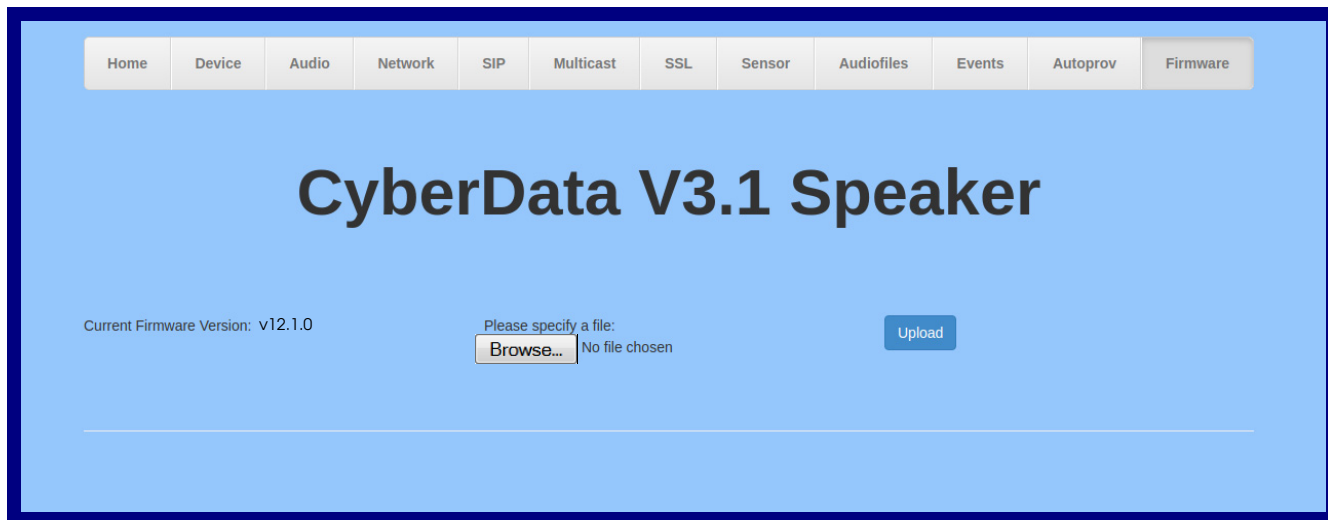 Home Device Audio Network SIP Multicast SSL Sensor Audiofiles Events Autoprov Firmware
CyberData V3.1 Speaker
Current Firmware Version: v12.1.0
Please specify a file:
Browse... No file chosen
Upload